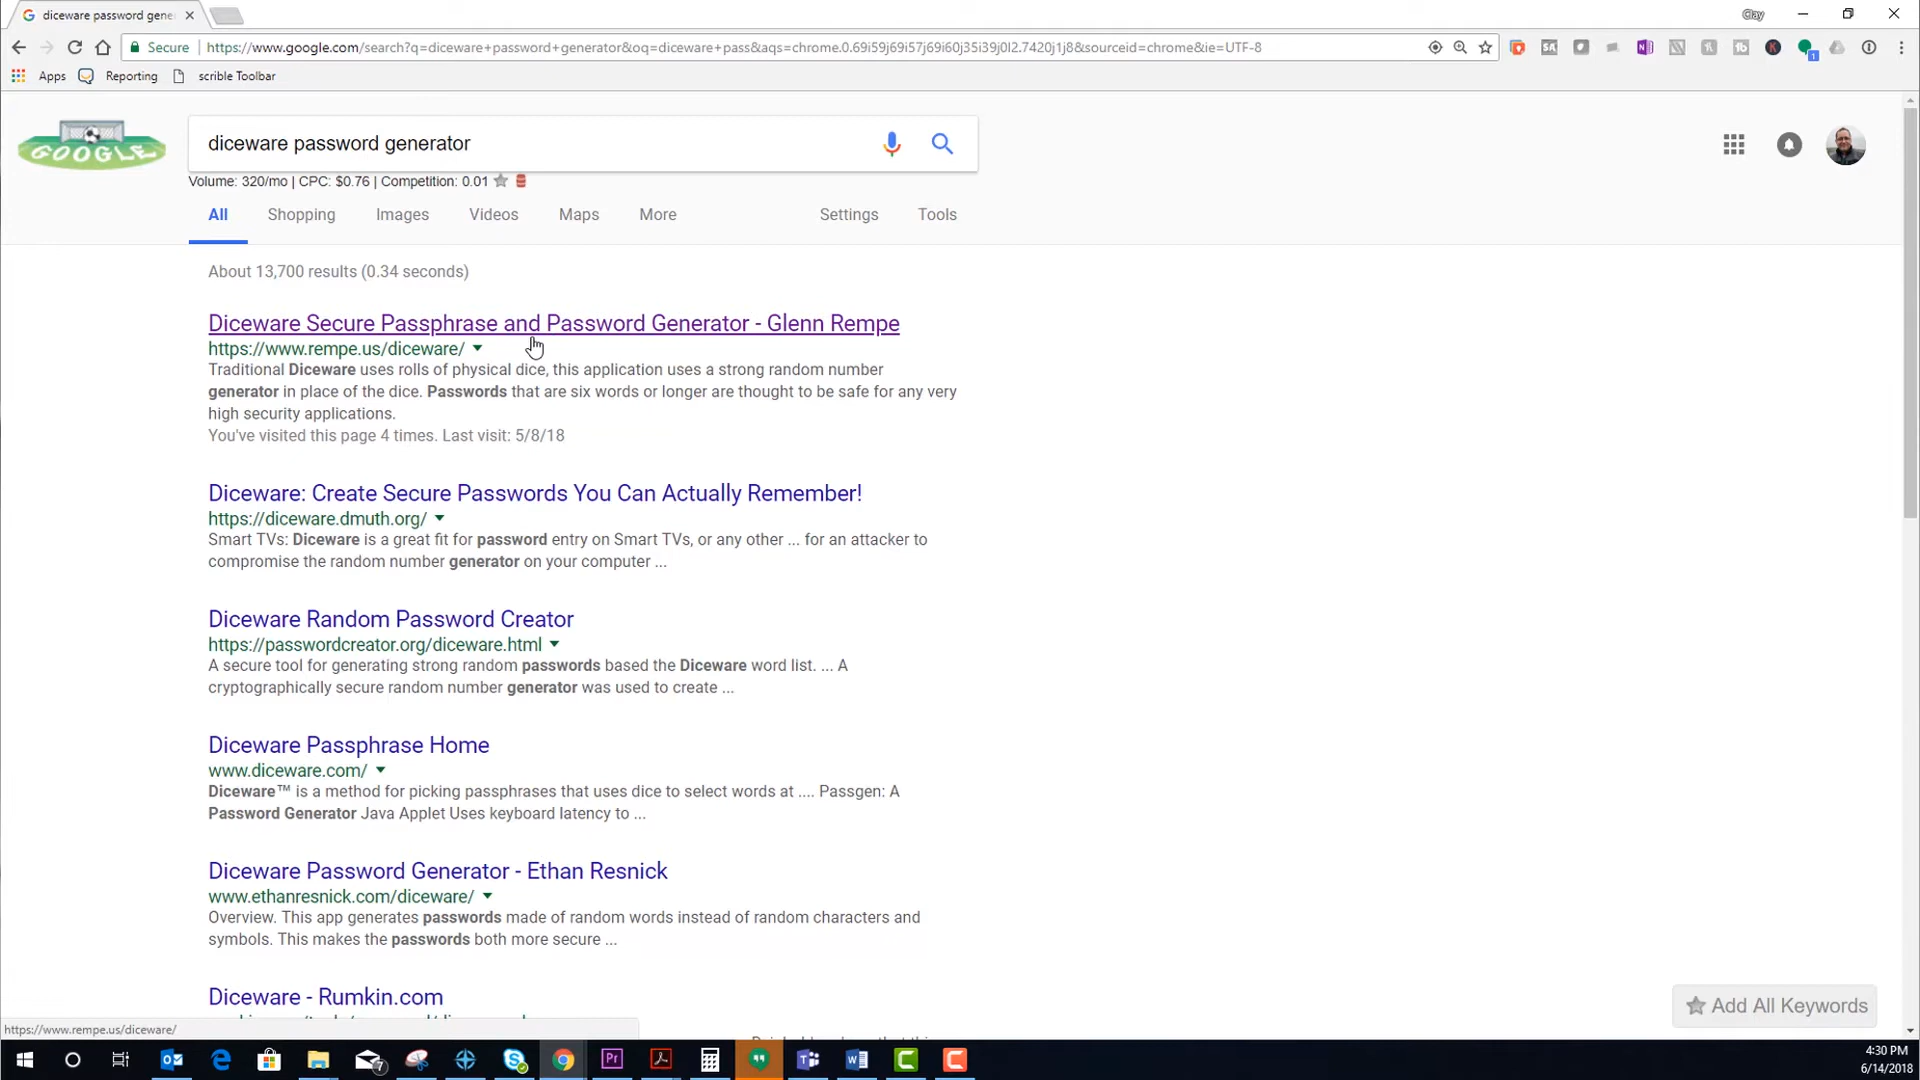 diceware password gene
Clay
Secure
https://www.google.com/search?q=diceware+password+generator&oq=diceware+pass&aqs=chrome.0.69i59j69i57j69i60j35i39j0l2.7420j1j8&sourceid=chrome&ie=UTF-8
Apps Reporting scrible Toolbar
GOOGLE
diceware password generator
Volume: 320/mo | CPC: $0.76 | Competition: 0.01
All Shopping Images Videos Maps More Settings Tools
About 13,700 results (0.34 seconds)
Diceware Secure Passphrase and Password Generator - Glenn Rempe
https://www.rempe.us/diceware/
Traditional Diceware uses rolls of physical dice, this application uses a strong random number
generator in place of the dice. Passwords that are six words or longer are thought to be safe for any very
high security applications.
You've visited this page 4 times. Last visit: 5/8/18
Diceware: Create Secure Passwords You Can Actually Remember!
https://diceware.dmuth.org/
Smart TVs: Diceware is a great fit for password entry on Smart TVs, or any other ... for an attacker to
compromise the random number generator on your computer ...
Diceware Random Password Creator
https://passwordcreator.org/diceware.html
A secure tool for generating strong random passwords based the Diceware word list. ... A
cryptographically secure random number generator was used to create ...
Diceware Passphrase Home
www.diceware.com/
Diceware™ is a method for picking passphrases that uses dice to select words at .... Passgen: A
Password Generator Java Applet Uses keyboard latency to ...
Diceware Password Generator - Ethan Resnick
www.ethanresnick.com/diceware/
Overview. This app generates passwords made of random words instead of random characters and
symbols. This makes the passwords both more secure ...
Diceware - Rumkin.com
Add All Keywords
https://www.rempe.us/diceware/
4:30 PM
6/14/2018